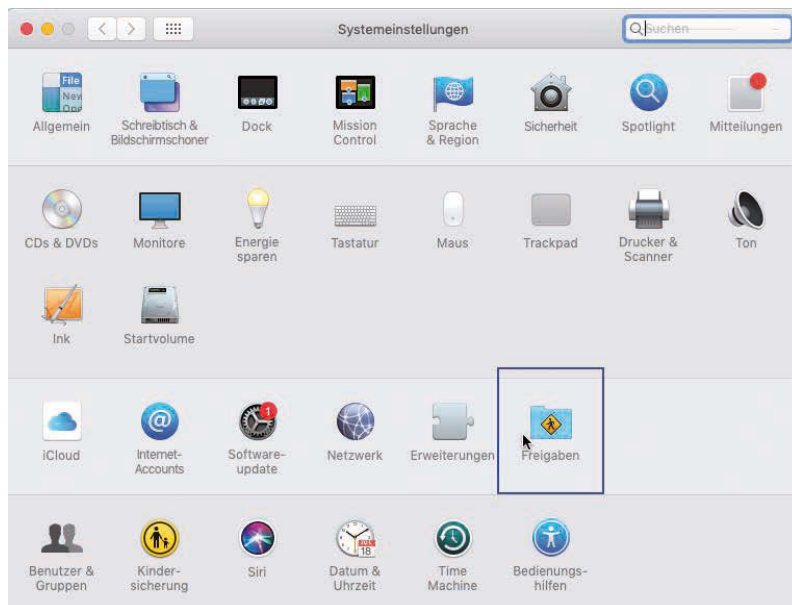 Systemeinstellungen
Suchen
File
New
Ope
Allgemein
Schreibtisch &
Bildschirmschoner
Dock
Mission
Control
Sprache
& Region
Sicherheit
Spotlight
Mitteilungen
CDs & DVDs
Monitore
Energie
sparen
Tastatur
Maus
Trackpad
Drucker &
Scanner
Ton
Ink
Startvolume
iCloud
@
Internet-
Accounts
1
Software-
update
Netzwerk
Erweiterungen
Freigaben
Benutzer &
Gruppen
Kinder-
sicherung
Siri
JUL
18
Datum &
Uhrzeit
Time
Machine
Bedienungs-
hilfen